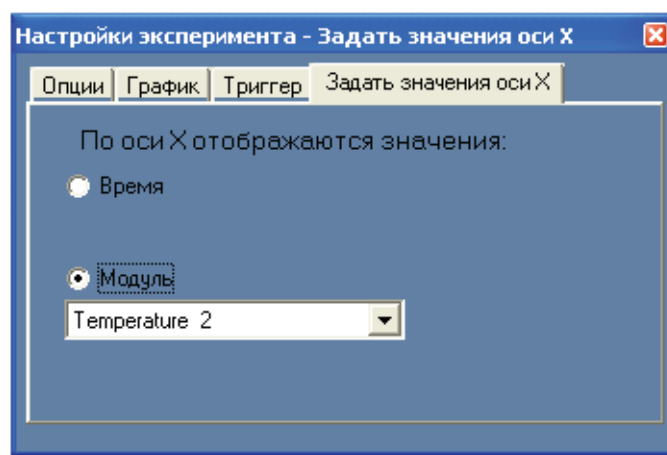 Настройки эксперимента - Задать значения оси X
Опции График Триггер Задать значения оси X
По оси X отображаются значения:
Время
Модуль
Temperature 2